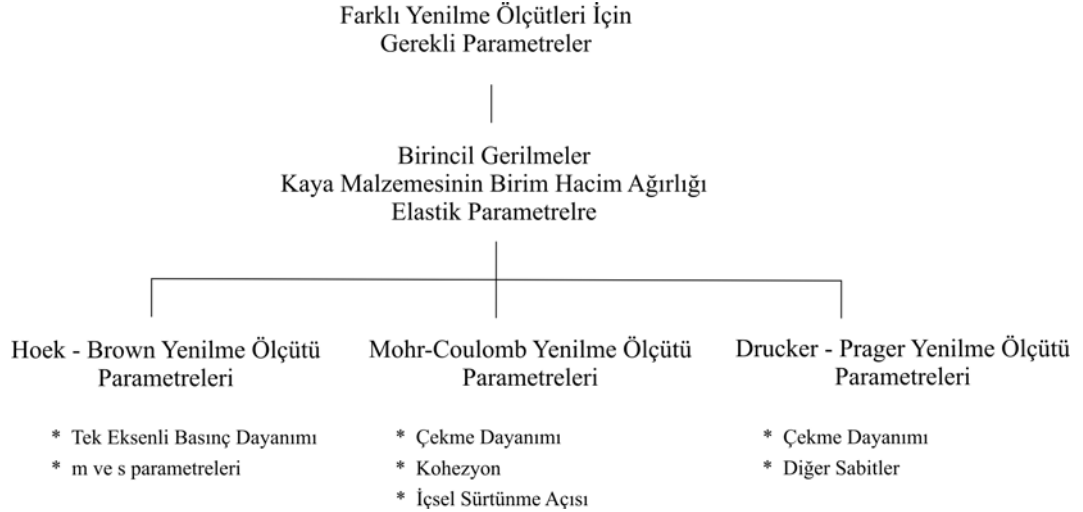 Farklı Yenilme Ölçütleri İçin
Gerekli Parametreler
Birincil Gerilmeler
Kaya Malzemesinin Birim Hacim Ağırlığı
Elastik Parametrelre
Hoek - Brown Yenilme Ölçütü
Parametreleri
* Tek Eksenli Basınç Dayanımı
* m ve s parametreleri
Mohr-Coulomb Yenilme Ölçütü
Parametreleri
* Çekme Dayanımı
* Kohezyon
* İçsel Sürtünme Açısı
Drucker - Prager Yenilme Ölçütü
Parametreleri
* Çekme Dayanımı
* Diğer Sabitler